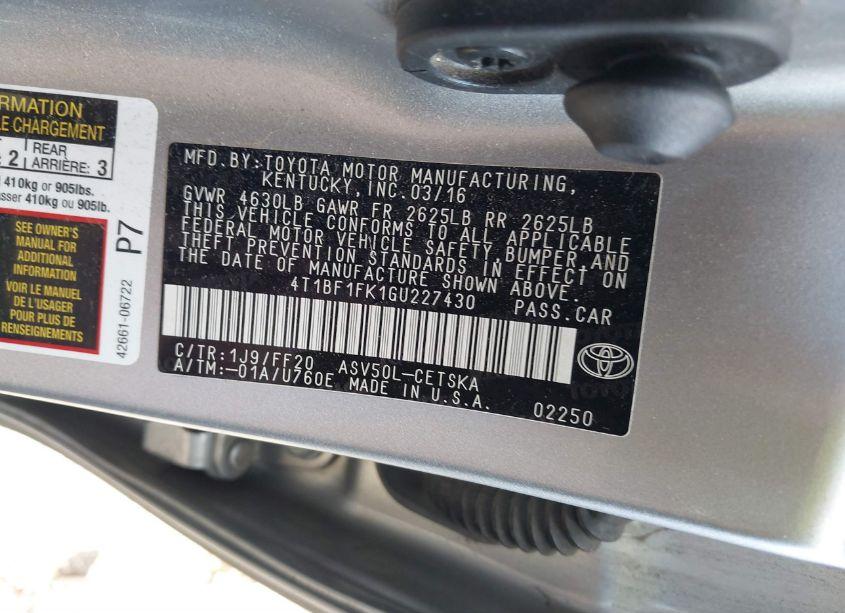 RMATION
E CHARGEMENT
2 REAR ARRIÈRE: 3
410kg or 905lbs.
asser 410kg ou 905lb.
SEE OWNER'S
MANUAL FOR
ADDITIONAL
INFORMATION
VOIR LE MANUEL
DE L'USAGER
POUR PLUS DE
RENSEIGNEMENTS
P7
42661-06722
MFD. BY:TOYOTA MOTOR MANUFACTURING,
KENTUCKY, INC. 03/16
GVWR 4630LB GAWR FR 2625LB RR 2625LB
THIS VEHICLE CONFORMS TO ALL APPLICABLE
FEDERAL MOTOR VEHICLE SAFETY, BUMPER, AND
THEFT PREVENTION STANDARDS IN EFFECT ON
THE DATE OF MANUFACTURE SHOWN ABOVE.
4T1BF1FK1GU227430 PASS. CAR
C/TR:1J9/FF20 ASV50L-CETSKA
A/TM:-01A/U760E MADE IN U.S.A. 02250